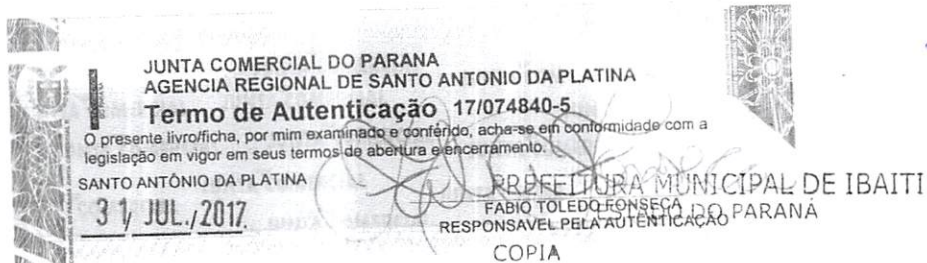 JUNTA COMERCIAL DO PARANA
AGENCIA REGIONAL DE SANTO ANTONIO DA PLATINA
Termo de Autenticação 17/074840-5
O presente livro/ficha, por mim examinado e conferido, acha-se em conformidade com a
legislação em vigor em seus termos de abertura e encerramento.
SANTO ANTÔNIO DA PLATINA
31/ JUL./2017.
PREFEITURA MUNICIPAL DE IBAITI
FABIO TOLEDO FONSECA
DO PARANÁ
RESPONSAVEL PELA AUTENTICAÇÃO
COPIA